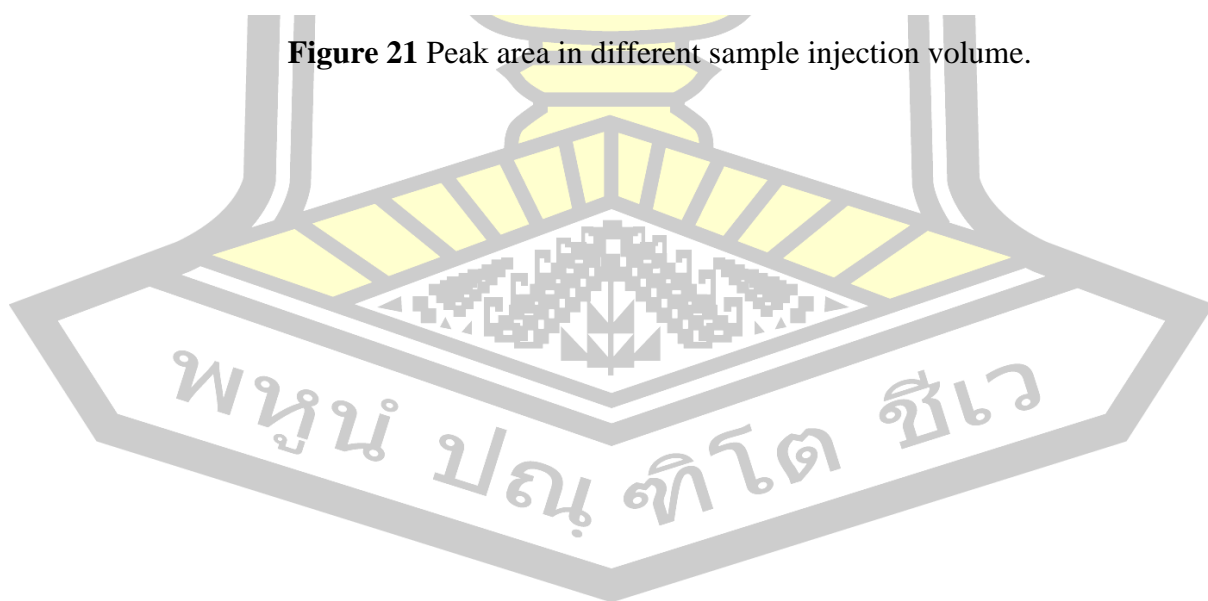 Figure 21 Peak area in different sample injection volume.
พหูนํ ปณฺ ฑิโต ชีเว